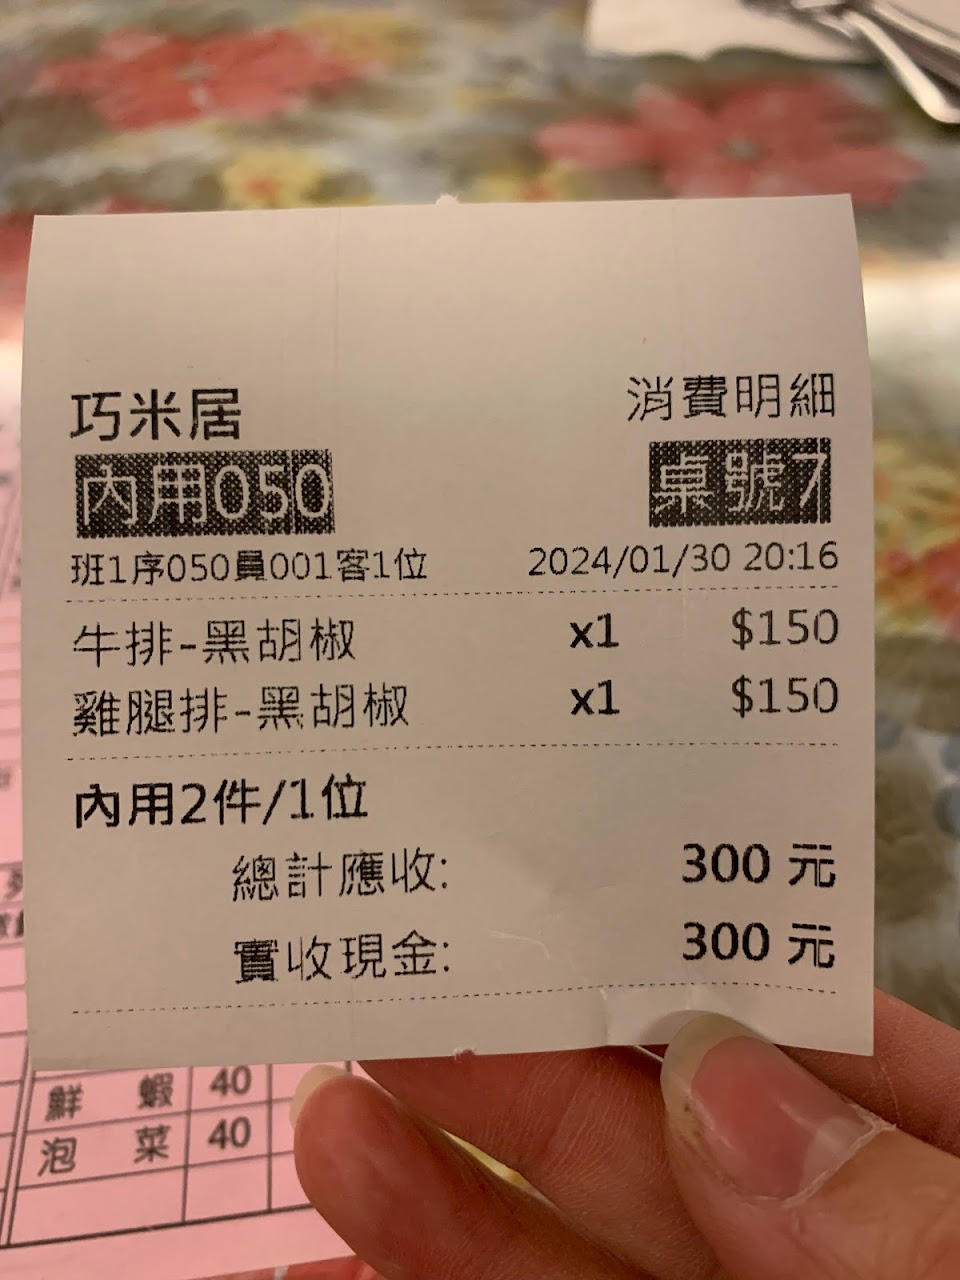 巧米居
消費明細
內用050
桌號7
班1序050員001客1位
2024/01/30 20:16
牛排-黑胡椒 x1 $150
雞腿排-黑胡椒 x1 $150
內用2件/1位
總計應收: 300 元
實收現金: 300 元
鮮 蝦 40
泡 菜 40